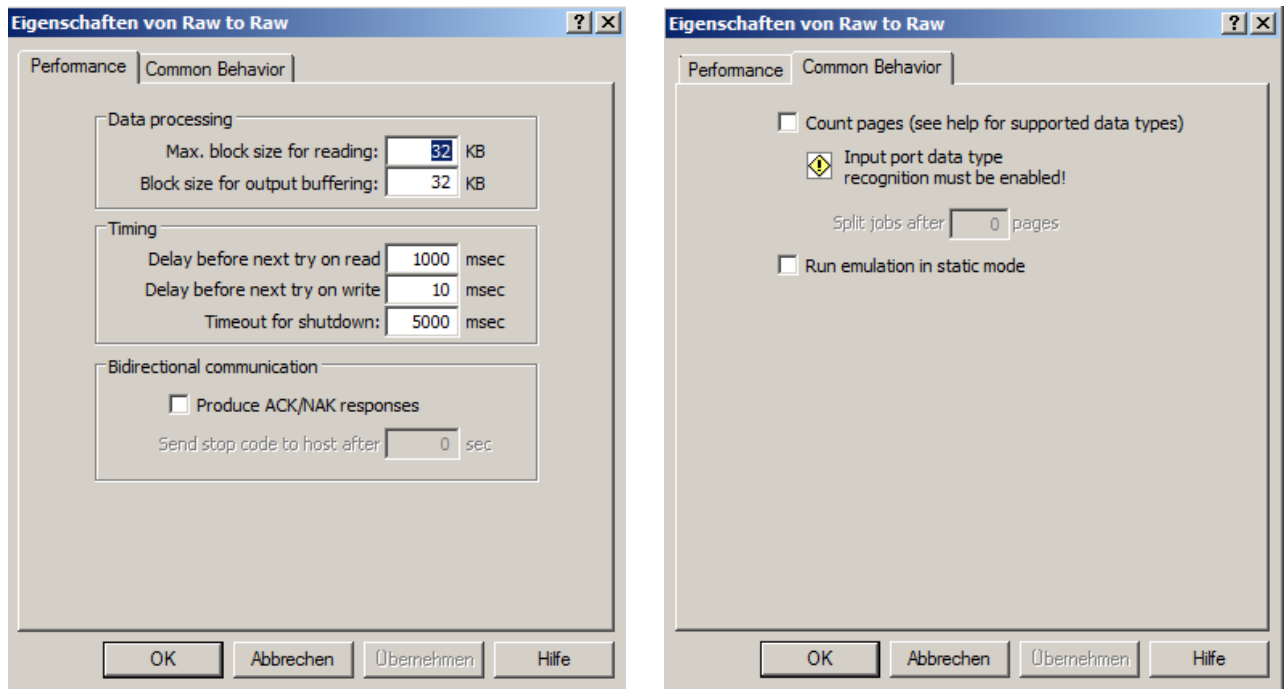 Eigenschaften von Raw to Raw
Performance
Common Behavior
Data processing
Max. block size for reading: 32 KB
Block size for output buffering: 32 KB
Timing
Delay before next try on read 1000 msec
Delay before next try on write 10 msec
Timeout for shutdown: 5000 msec
Bidirectional communication
Produce ACK/NAK responses
Send stop code to host after 0 sec
OK
Abbrechen
Übernehmen
Hilfe
Eigenschaften von Raw to Raw
Performance
Common Behavior
Count pages (see help for supported data types)
Input port data type
recognition must be enabled!
Split jobs after 0 pages
Run emulation in static mode
OK
Abbrechen
Übernehmen
Hilfe